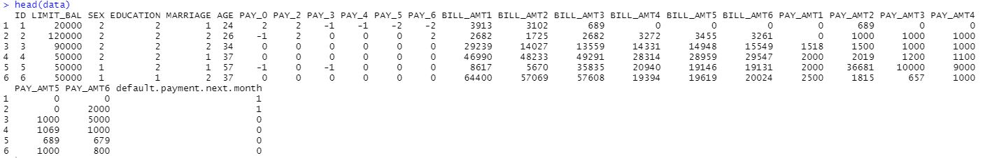 > head(data)
ID LIMIT_BAL SEX EDUCATION MARRIAGE AGE PAY_0 PAY_2 PAY_3 PAY_4 PAY_5 PAY_6 BILL_AMT1 BILL_AMT2 BILL_AMT3 BILL_AMT4 BILL_AMT5 BILL_AMT6 PAY_AMT1 PAY_AMT2 PAY_AMT3 PAY_AMT4
1 1 20000 2 2 1 24 2 2 -1 -1 -2 -2 3913 3102 689 0 0 0 0 689 0 0
2 2 120000 2 2 2 26 -1 2 0 0 0 2 2682 1725 2682 3272 3455 3261 0 1000 1000 1000
3 3 90000 2 2 2 34 0 0 0 0 0 0 29239 14027 13559 14331 14948 15549 1518 1500 1000 1000
4 4 50000 2 2 1 37 0 0 0 0 0 0 46990 48233 49291 28314 28959 29547 2000 2019 1200 1100
5 5 50000 1 2 1 57 -1 0 -1 0 0 0 8617 5670 35835 20940 19146 19131 2000 36681 10000 9000
6 6 50000 1 1 2 37 0 0 0 0 0 0 64400 57069 57608 19394 19619 20024 2500 1815 657 1000
PAY_AMT5 PAY_AMT6 default.payment.next.month
1 0 0 1
2 0 2000 1
3 1000 5000 0
4 1069 1000 0
5 689 679 0
6 1000 800 0